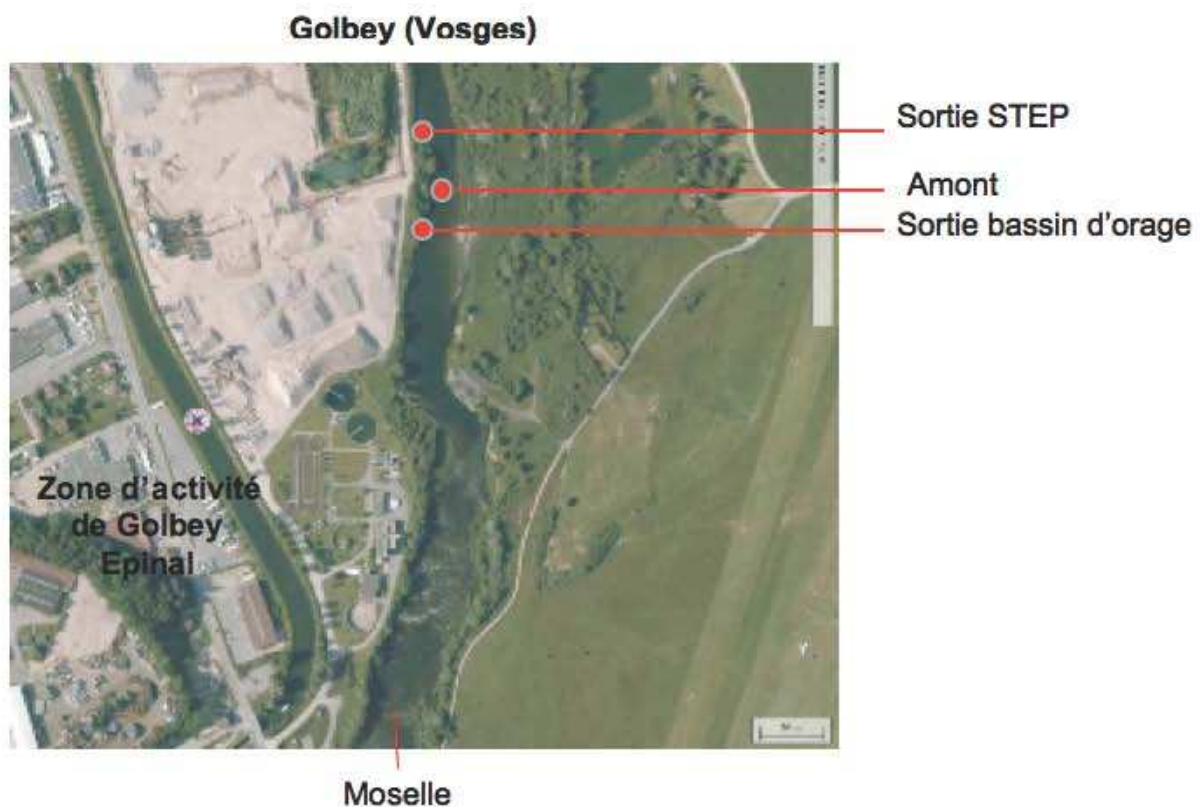 Golbey (Vosges)
Sortie STEP
Amont
Sortie bassin d'orage
Zone d'activité
de Golbey
Epinal
Moselle